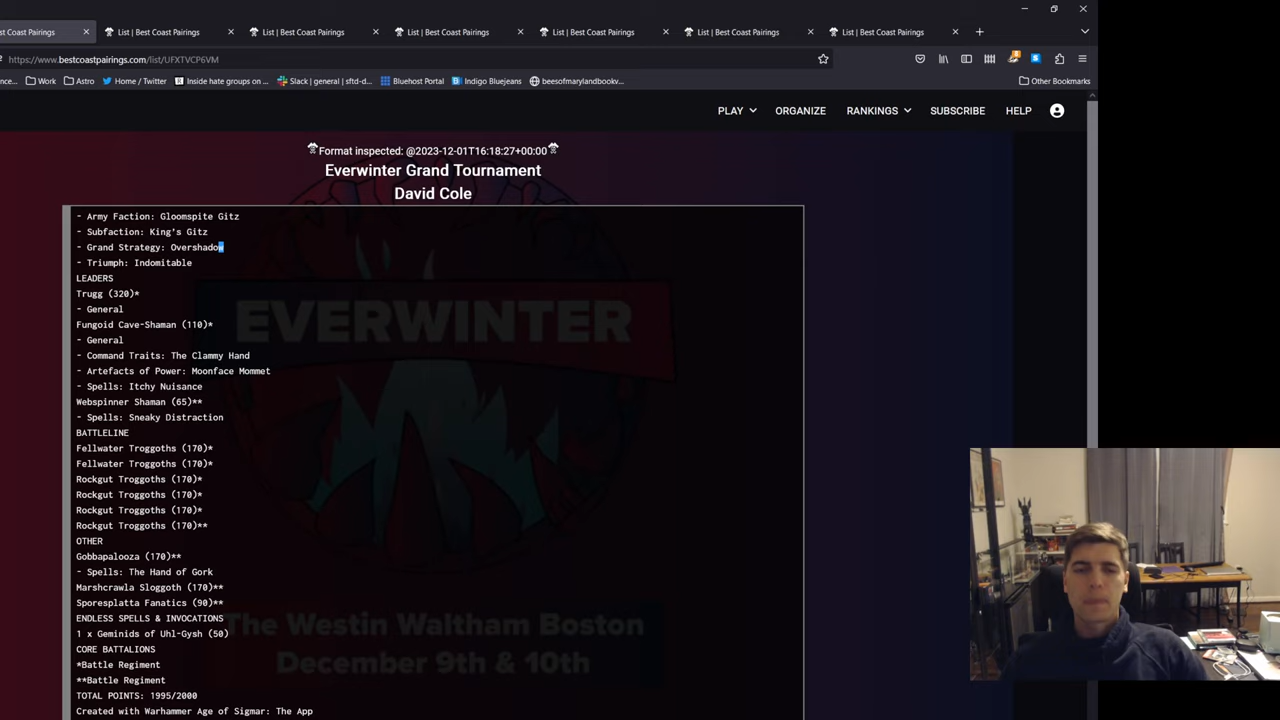 st Coast Pairings
List | Best Coast Pairings
List | Best Coast Pairings
List | Best Coast Pairings
List | Best Coast Pairings
List | Best Coast Pairings
List | Best Coast Pairings
https://www.bestcoastpairings.com/list/UFXTVCP6VM
nce...
Work
Astro
Home / Twitter
Inside hate groups on ...
Slack | general | sftd-d...
Bluehost Portal
Indigo Bluejeans
beesofmarylandbookv...
Other Bookmarks
PLAY
ORGANIZE
RANKINGS
SUBSCRIBE
HELP
Format inspected: @2023-12-01T16:18:27+00:00
Everwinter Grand Tournament
David Cole
- Army Faction: Gloomspite Gitz
- Subfaction: King's Gitz
- Grand Strategy: Overshadow
- Triumph: Indomitable
LEADERS
Trugg (320)*
- General
Fungoid Cave-Shaman (110)*
- General
- Command Traits: The Clammy Hand
- Artefacts of Power: Moonface Mommet
- Spells: Itchy Nuisance
Webspinner Shaman (65)**
- Spells: Sneaky Distraction
BATTLELINE
Fellwater Troggoths (170)*
Fellwater Troggoths (170)*
Rockgut Troggoths (170)*
Rockgut Troggoths (170)*
Rockgut Troggoths (170)*
Rockgut Troggoths (170)**
OTHER
Gobbapalooza (170)**
- Spells: The Hand of Gork
Marshcrawla Sloggoth (170)**
Sporesplatta Fanatics (90)**
ENDLESS SPELLS & INVOCATIONS
1 x Geminids of Uhl-Gysh (50)
CORE BATTALIONS
*Battle Regiment
**Battle Regiment
TOTAL POINTS: 1995/2000
Created with Warhammer Age of Sigmar: The App
EVERWINTER
The Westin Waltham Boston
December 9th & 10th